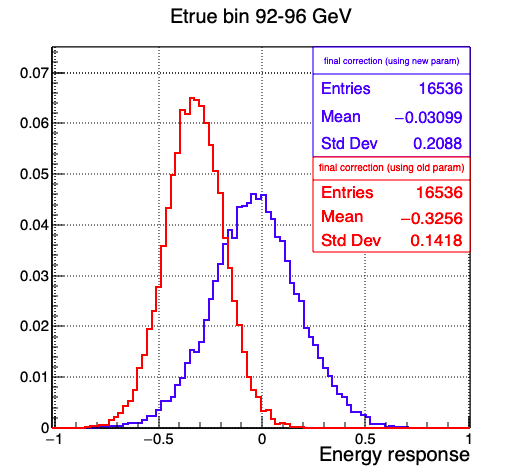 Etrue bin 92-96 GeV
final correction (using new param)
Entries 16536
Mean −0.03099
Std Dev 0.2088
final correction (using old param)
Entries 16536
Mean −0.3256
Std Dev 0.1418
0.07
0.06
0.05
0.04
0.03
0.02
0.01
0
−1 −0.5 0 0.5 1
Energy response